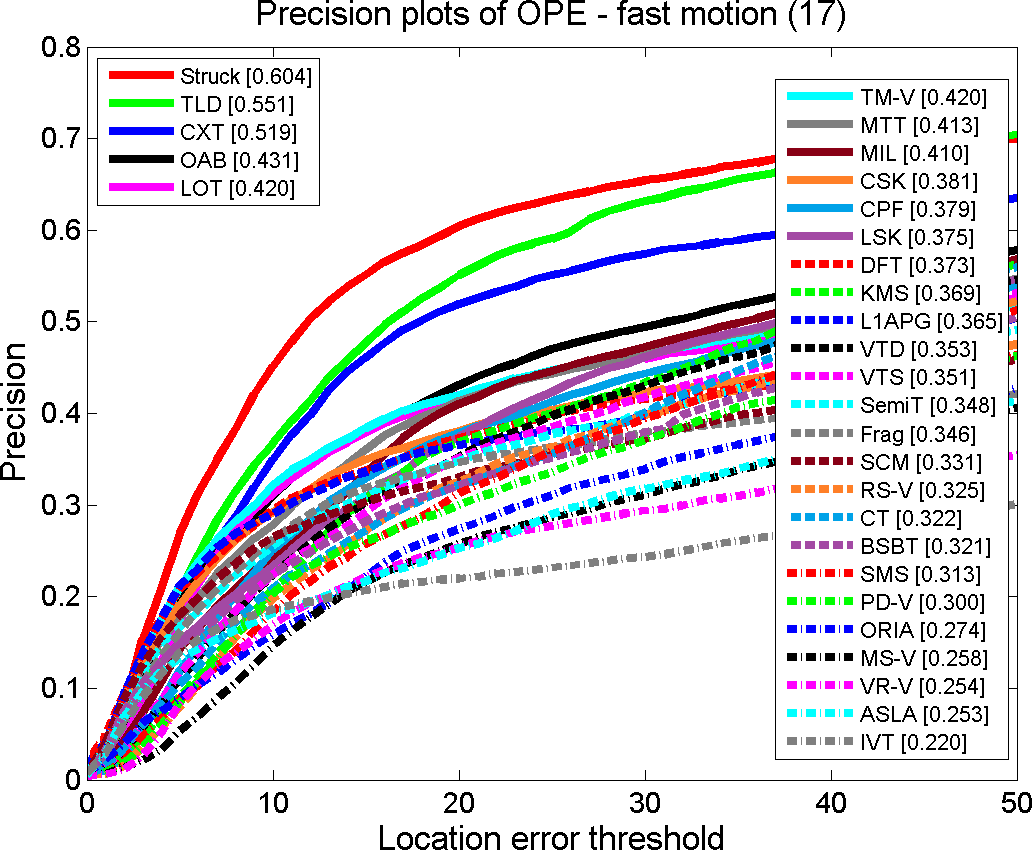 Precision plots of OPE - fast motion (17)
0.8
0.7
0.6
0.5
0.4
0.3
0.2
0.1
0
Precision
Struck [0.604]
TLD [0.551]
CXT [0.519]
OAB [0.431]
LOT [0.420]
TM-V [0.420]
MTT [0.413]
MIL [0.410]
CSK [0.381]
CPF [0.379]
LSK [0.375]
DFT [0.373]
KMS [0.369]
L1APG [0.365]
VTD [0.353]
VTS [0.351]
SemiT [0.348]
Frag [0.346]
SCM [0.331]
RS-V [0.325]
CT [0.322]
BSBT [0.321]
SMS [0.313]
PD-V [0.300]
ORIA [0.274]
MS-V [0.258]
VR-V [0.254]
ASLA [0.253]
IVT [0.220]
0 10 20 30 40 50
Location error threshold